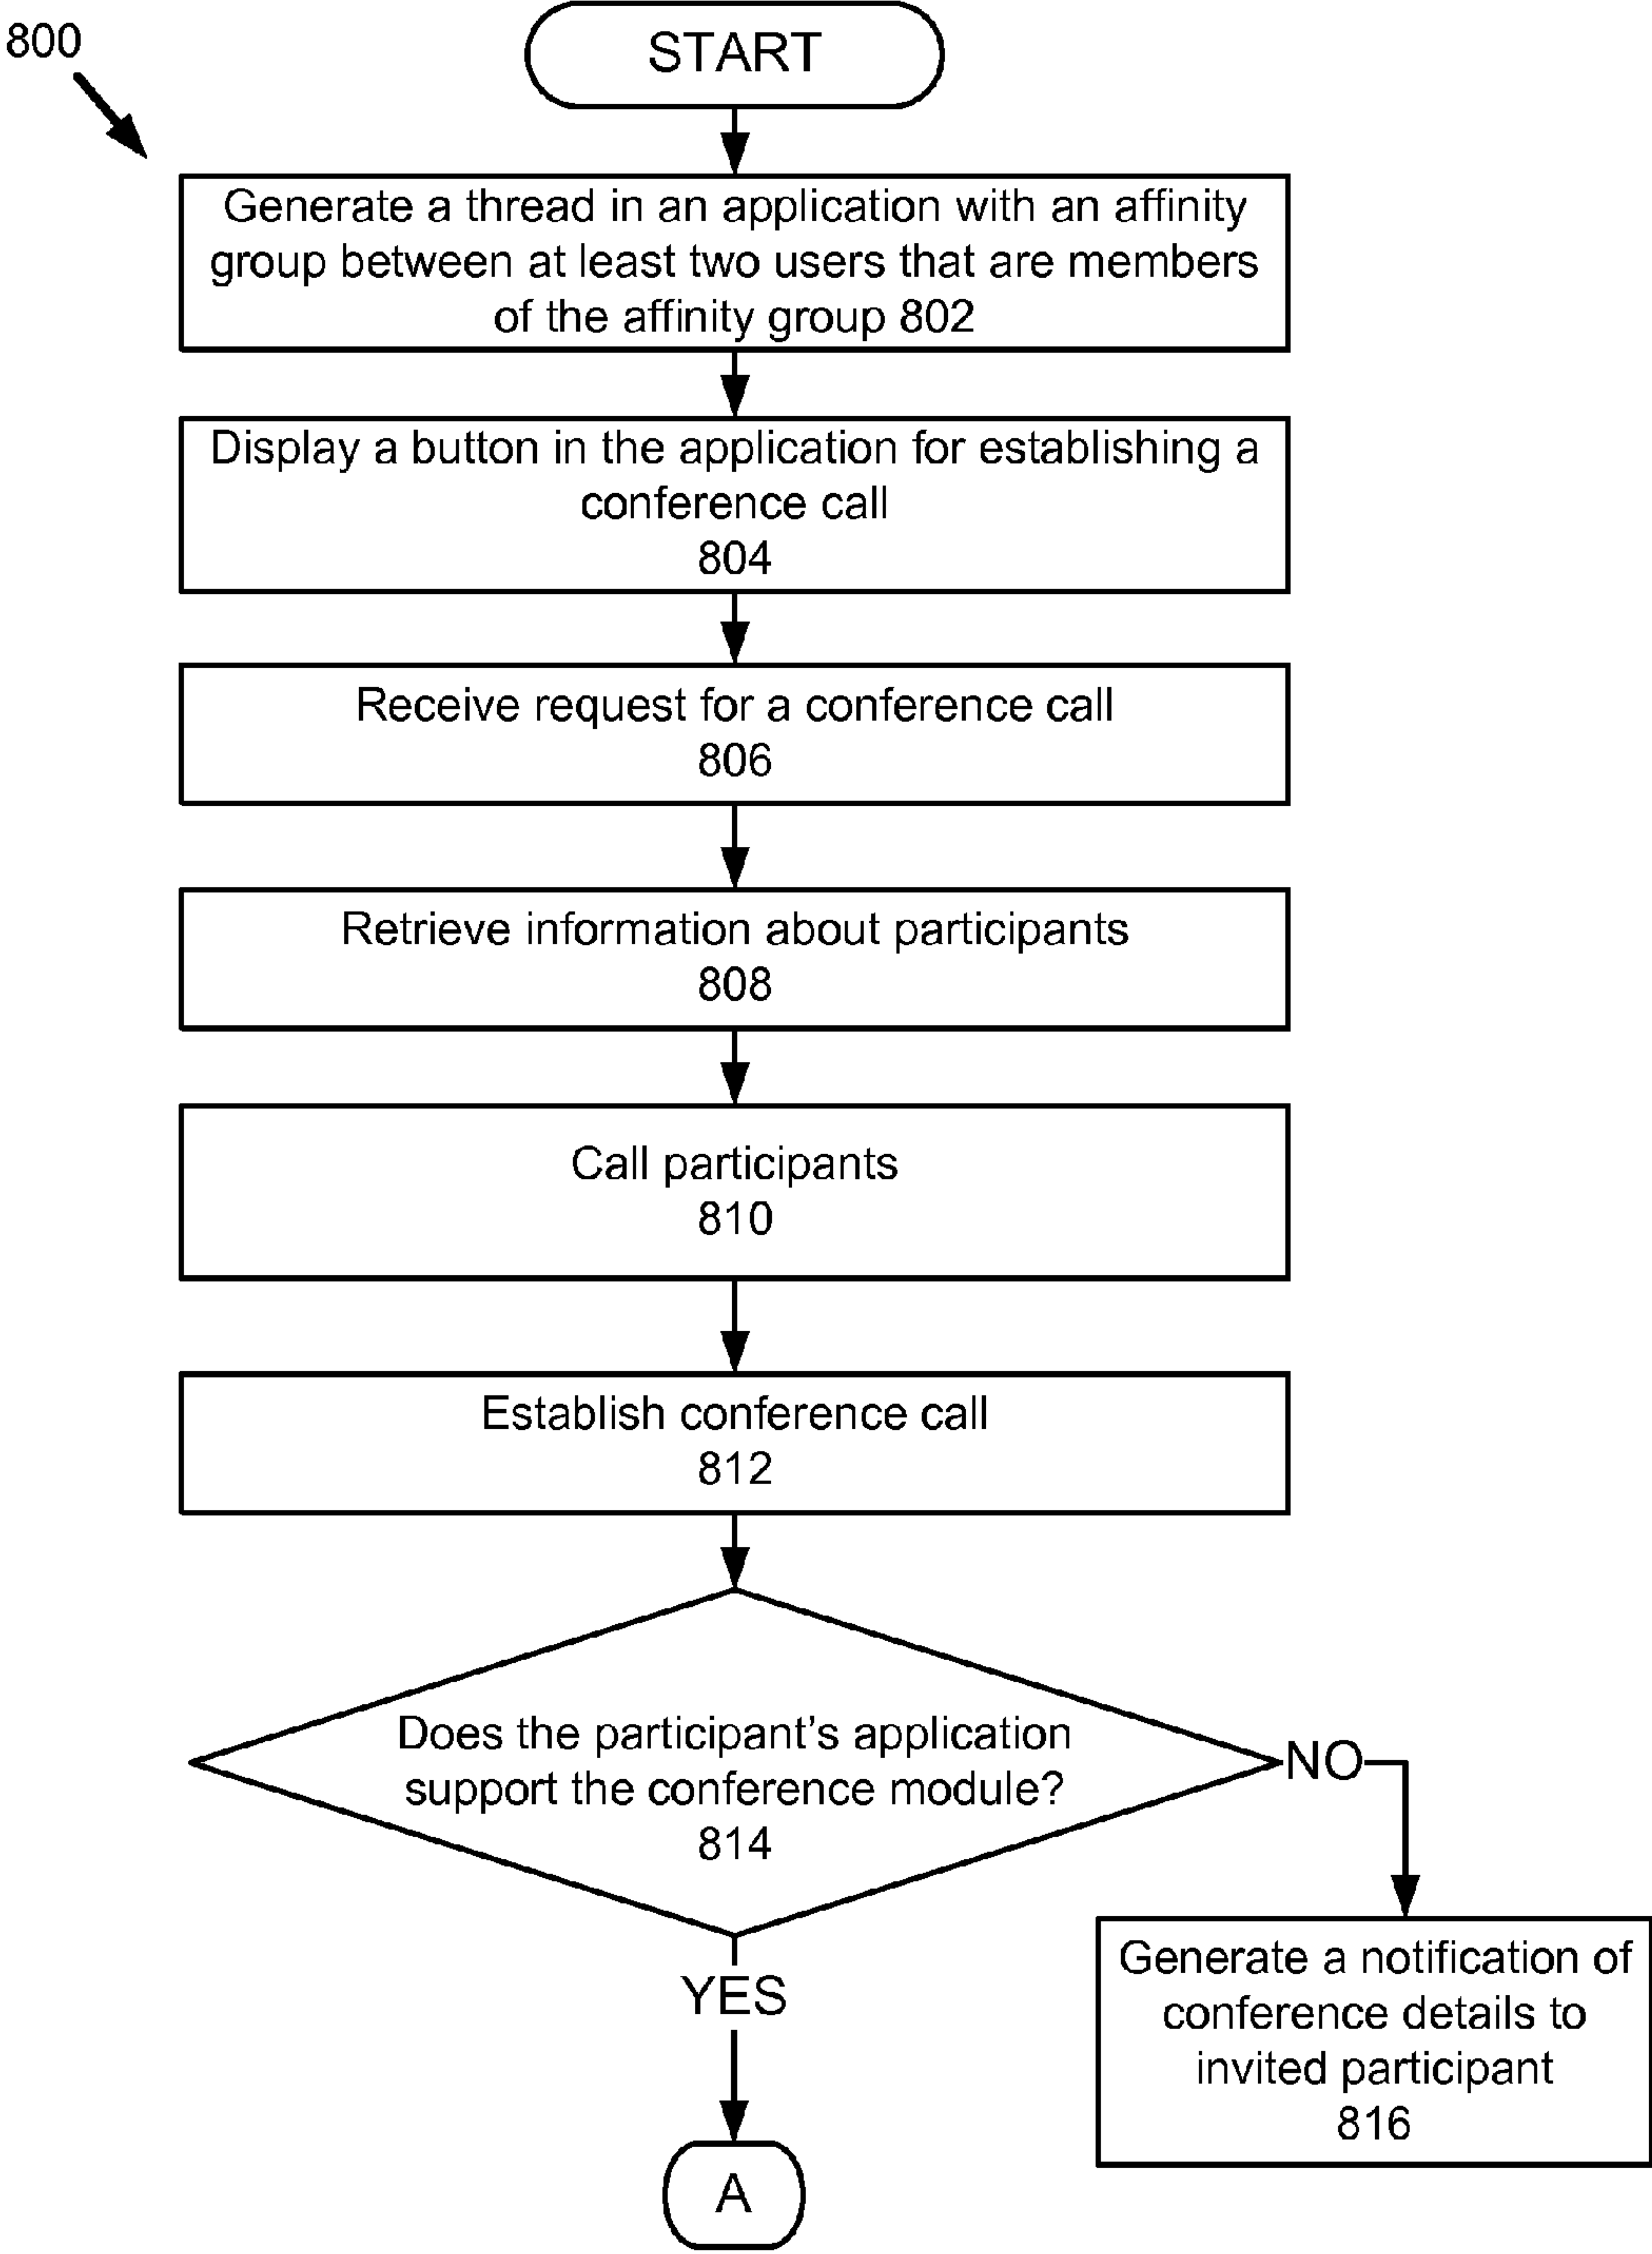 800
START
Generate a thread in an application with an affinity
group between at least two users that are members
of the affinity group 802
Display a button in the application for establishing a
conference call
804
Receive request for a conference call
806
Retrieve information about participants
808
Call participants
810
Establish conference call
812
Does the participant's application
support the conference module?
814
NO
YES
Generate a notification of
conference details to
invited participant
816
A